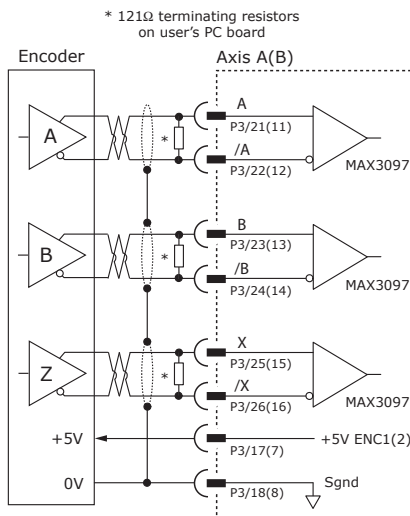 * 121Ω terminating resistors
on user's PC board
Encoder
Axis A(B)
A
*
A
P3/21(11)
/A
P3/22(12)
MAX3097
B
*
B
P3/23(13)
/B
P3/24(14)
MAX3097
Z
*
X
P3/25(15)
/X
P3/26(16)
MAX3097
+5V
P3/17(7)
+5V ENC1(2)
0V
P3/18(8)
Sgnd